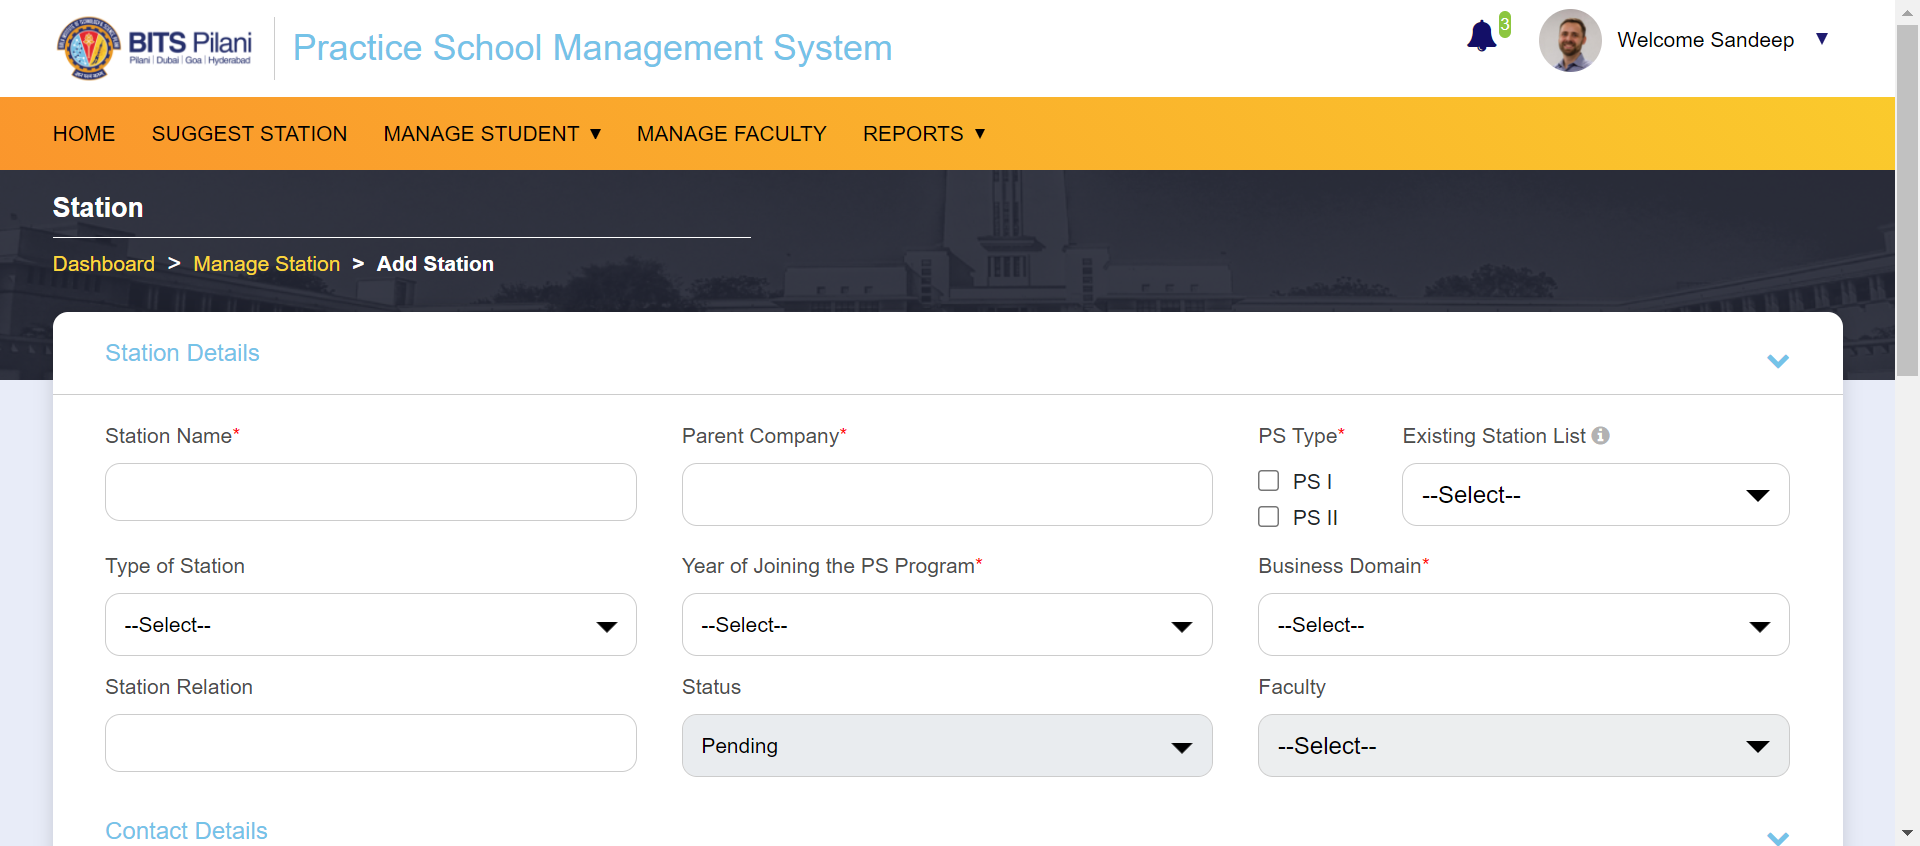 BITS Pilani
Pilani | Dubai | Goa | Hyderabad
Practice School Management System
3
Welcome Sandeep ▼
HOME SUGGEST STATION MANAGE STUDENT ▼ MANAGE FACULTY REPORTS ▼
Station
Dashboard > Manage Station > Add Station
Station Details
Station Name* Parent Company* PS Type* Existing Station List
PS I
PS II
--Select--
Type of Station Year of Joining the PS Program* Business Domain*
--Select-- --Select-- --Select--
Station Relation Status Faculty
Pending --Select--
Contact Details